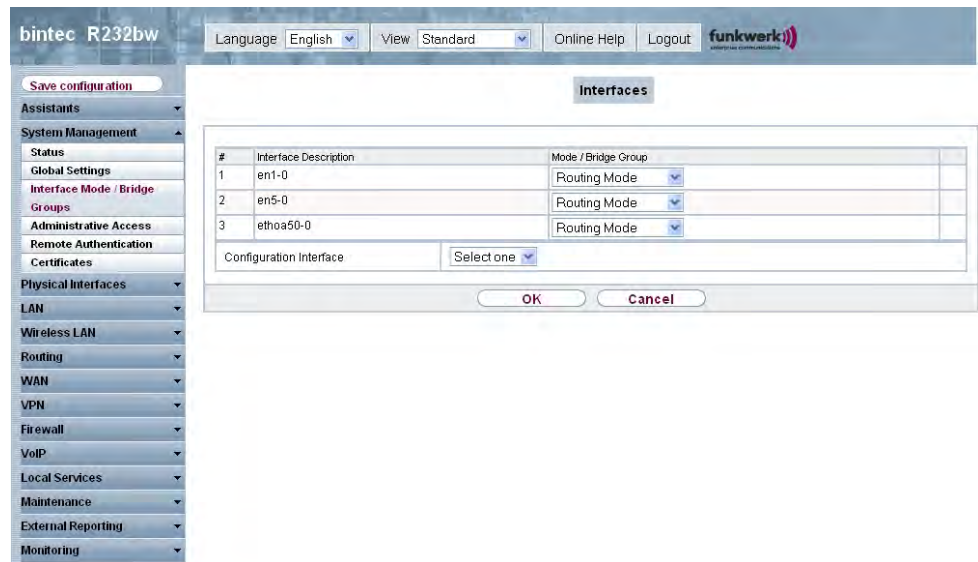 bintec R232bw
Language English View Standard Online Help Logout funkwerk
Save configuration
Assistants
System Management
Status
Global Settings
Interface Mode / Bridge
Groups
Administrative Access
Remote Authentication
Certificates
Physical Interfaces
LAN
Wireless LAN
Routing
WAN
VPN
Firewall
VoIP
Local Services
Maintenance
External Reporting
Monitoring
Interfaces
# Interface Description Mode / Bridge Group
1 en1-0 Routing Mode
2 en5-0 Routing Mode
3 ethoa50-0 Routing Mode
Configuration Interface Select one
OK Cancel